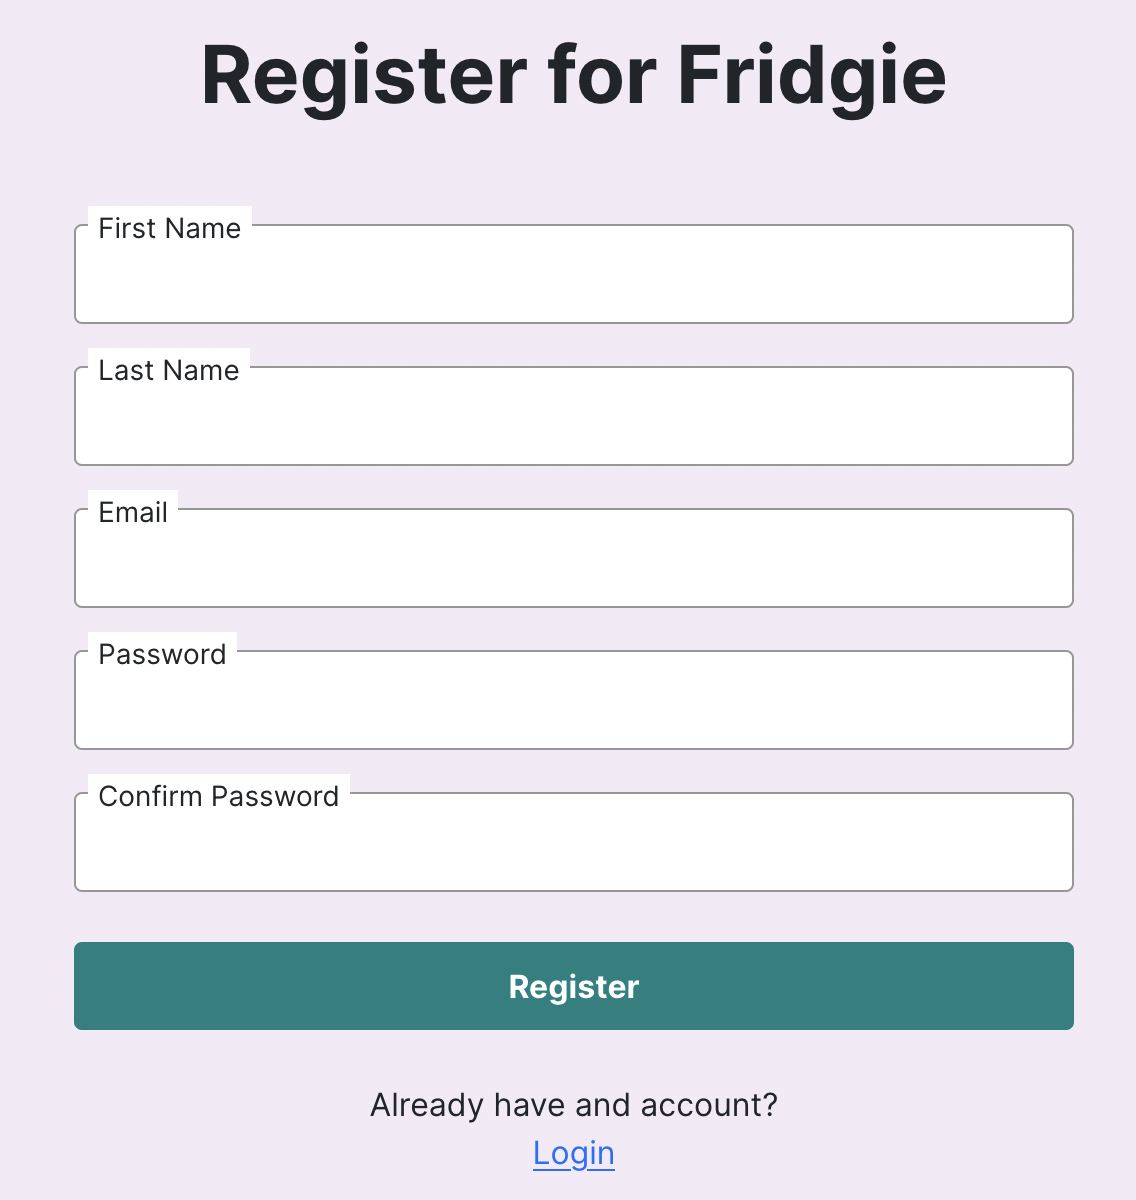 Register for Fridgie
First Name
Last Name
Email
Password
Confirm Password
Register
Already have and account?
Login